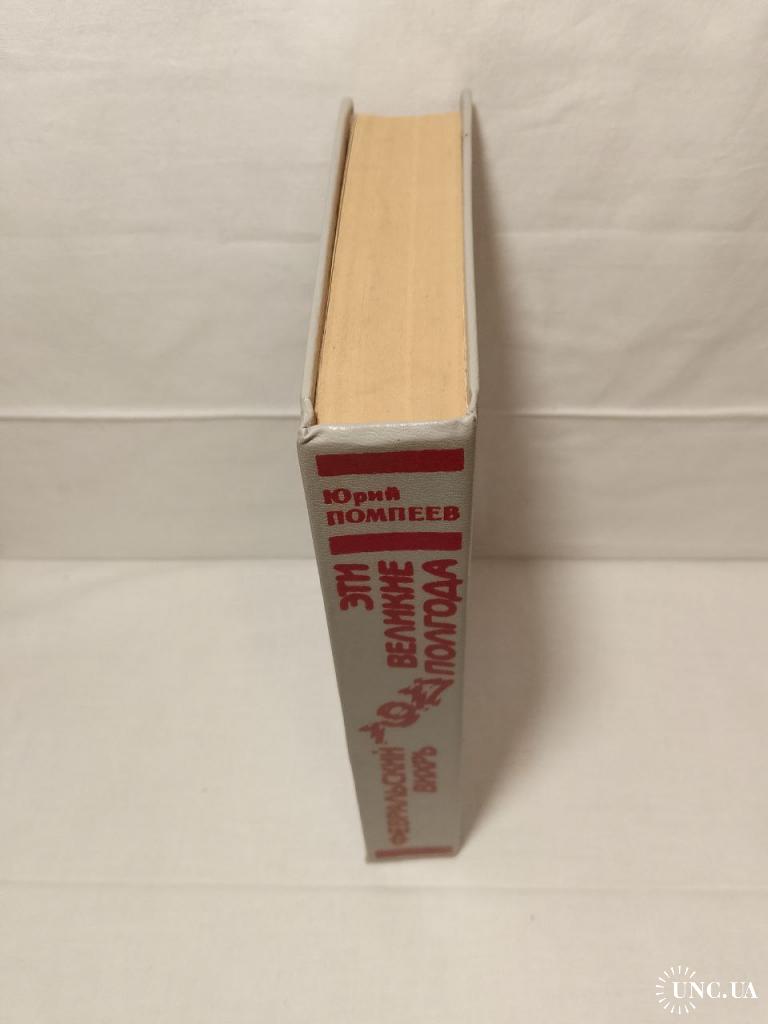 Юрий
ПОМПЕЕВ
ЭТИ
ВЕЛИКИЕ
ПОЛГОДА
ФЕВРАЛЬСКИЙ
ВИХРЬ
UNC.UA